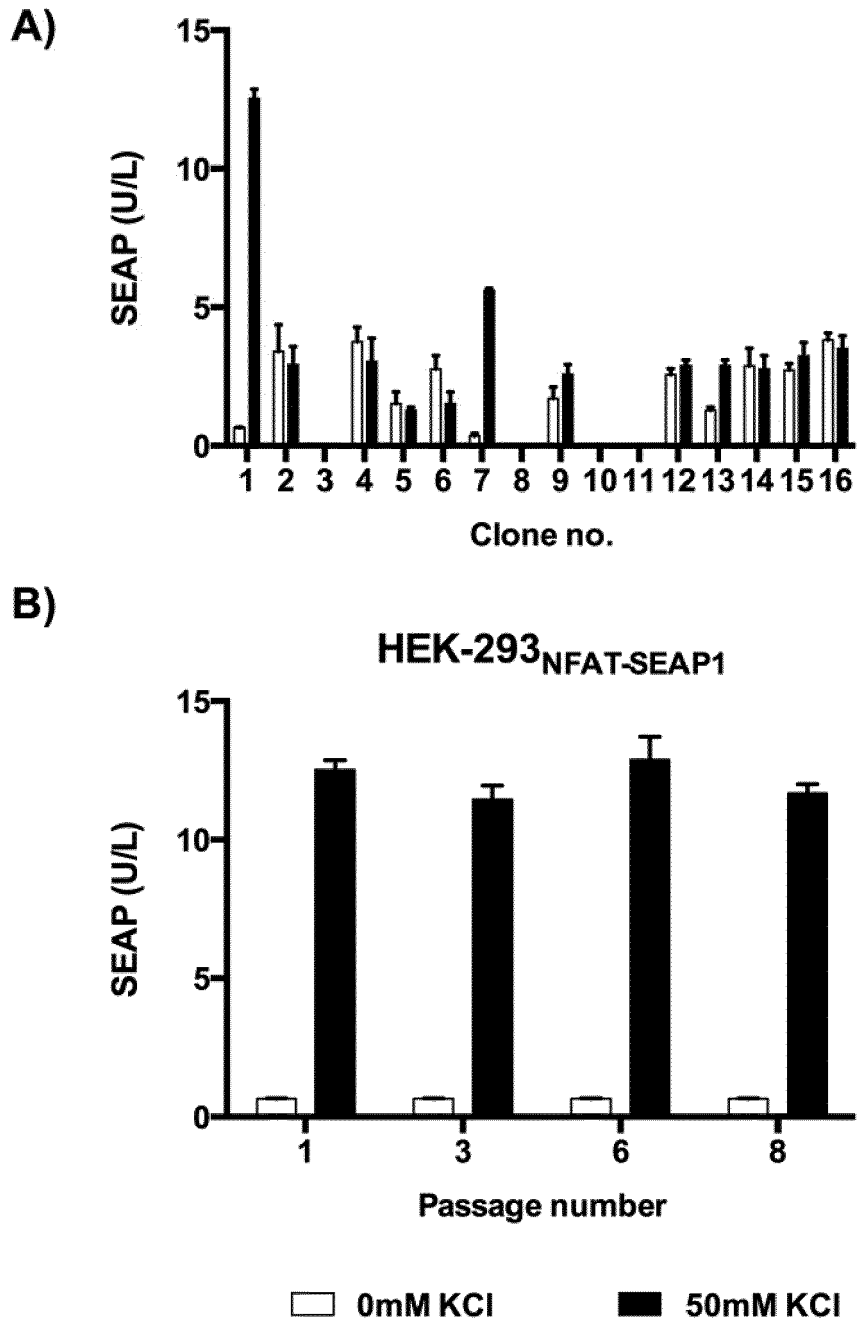 A)
15
10
5
0
SEAP (U/L)
1 2 3 4 5 6 7 8 9 10 11 12 13 14 15 16
Clone no.
B)
HEK-293NFAT-SEAP1
15
10
5
0
SEAP (U/L)
1 3 6 8
Passage number
0mM KCl 50mM KCl